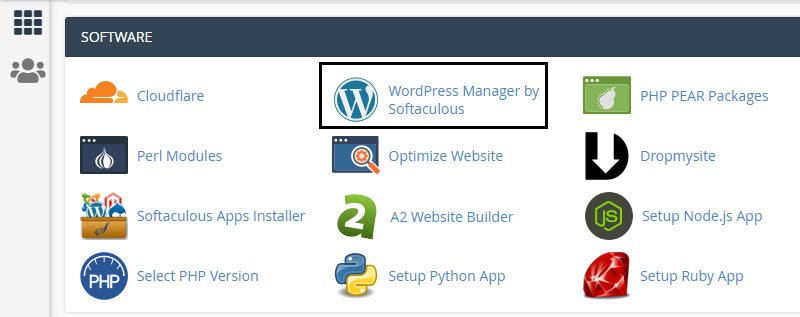 SOFTWARE
Cloudflare
WordPress Manager by
Softaculous
PHP PEAR Packages
Perl Modules
Optimize Website
Dropmysite
Softaculous Apps Installer
A2 Website Builder
JS
Setup Node.js App
PHP
Select PHP Version
Setup Python App
Setup Ruby App